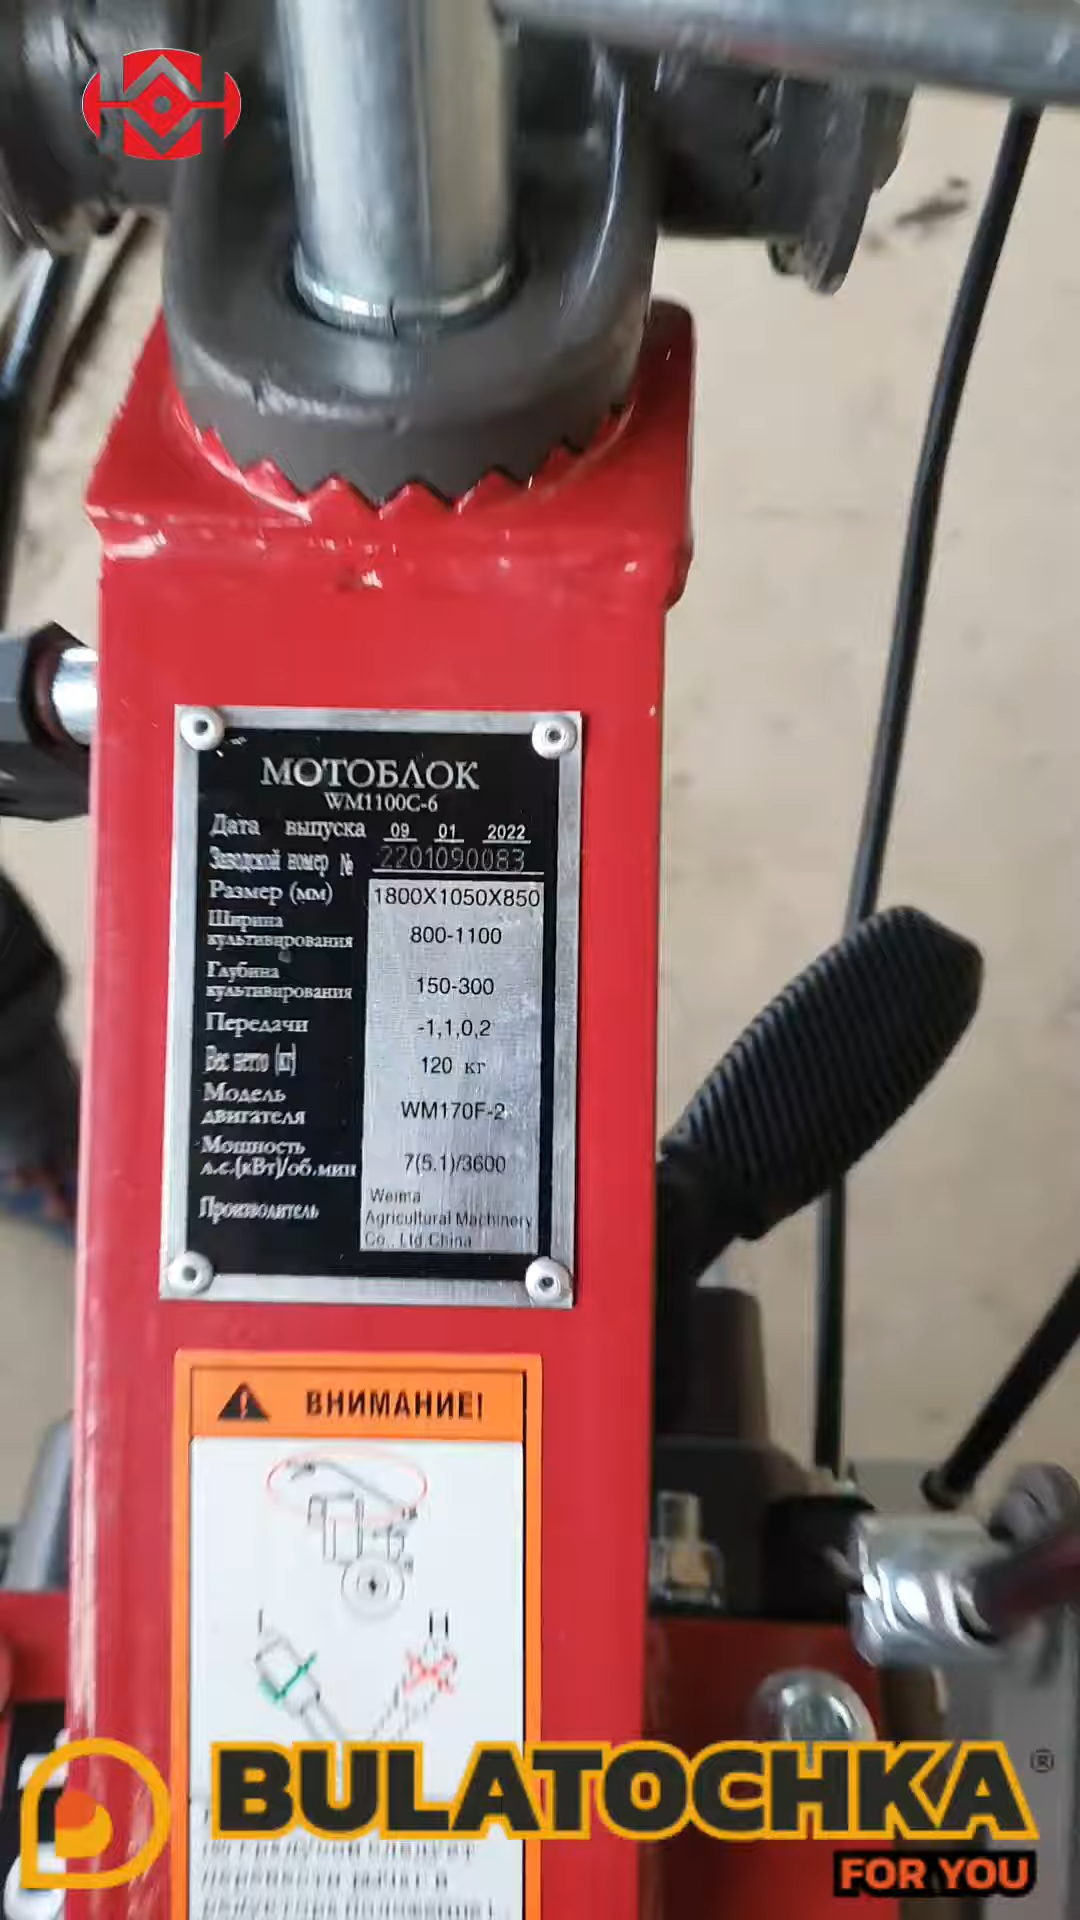 МОТОБЛОК
WM1100C-6
Дата выпуска 09 01 2022
Заводской номер № 2201090083
Размер (мм) 1800X1050X850
Ширина
культивирования 800-1100
Глубина
культивирования 150-300
Передачи -1,1,0,2
Вес нетто (кг) 120 кг
Модель
двигателя WM170F-2
Мощность
л.с.(кВт)/об.мин 7(5.1)/3600
Производитель Weima
Agricultural Machinery
Co., Ltd.China
ВНИМАНИЕ!
I II
BULATOCHKA®
FOR YOU